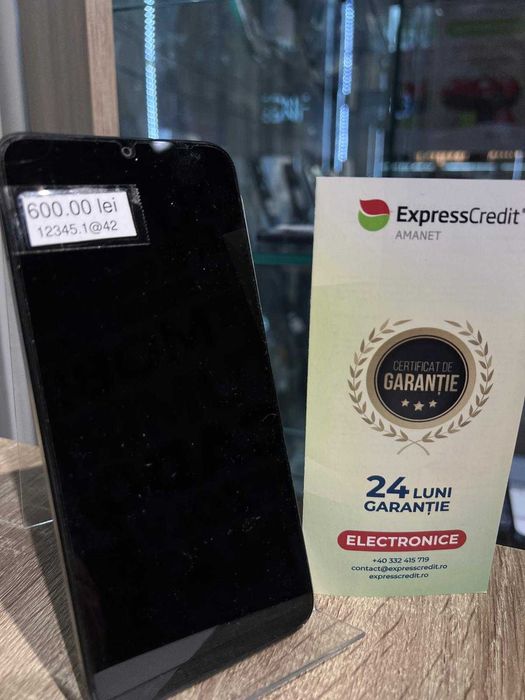 600.00 lei
12345.1@42
ExpressCredit®
AMANET
CERTIFICAT DE
GARANȚIE
24 LUNI
GARANȚIE
ELECTRONICE
+40 332 415 719
contact@expresscredit.ro
expresscredit.ro